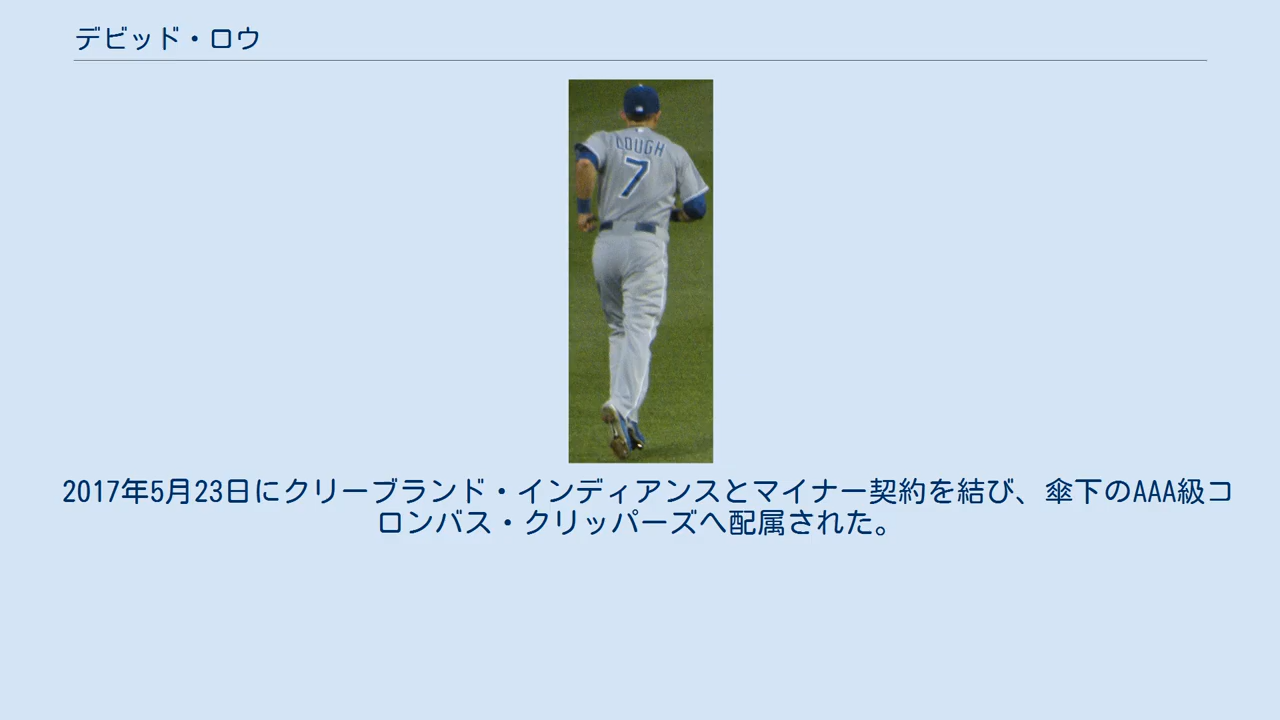 デビッド・ロウ
LOUGH
7
2017年5月23日にクリーブランド・インディアンスとマイナー契約を結び、傘下のAAA級コ
ロンバス・クリッパーズへ配属された。